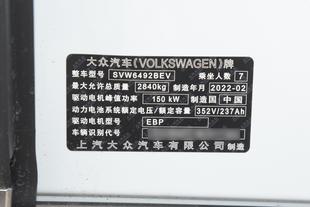 大众汽车(VOLKSWAGEN)牌
整车型号 SVW6492BEV 乘坐人数 7
最大允许总质量 2840kg 制造年月 2022-02
驱动电机峰值功率 150 kW 制造国 中国
动力电池系统额定电压/额定容量 352V/237Ah
驱动电机型号 EBP
车辆识别代号
上汽大众汽车有限公司 制造